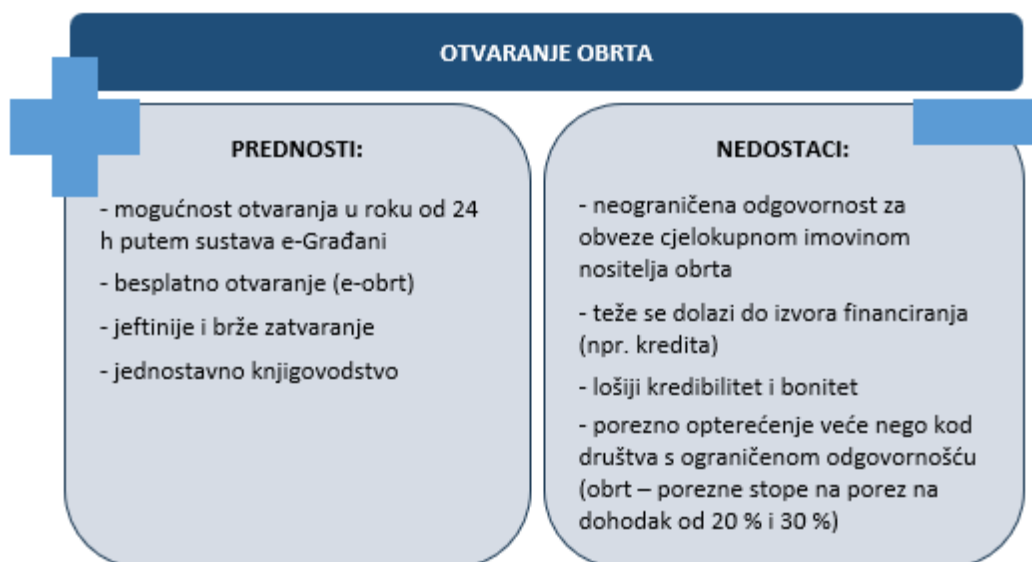 OTVARANJE OBRTA
PREDNOSTI:
- mogućnost otvaranja u roku od 24
h putem sustava e-Građani
- besplatno otvaranje (e-obrt)
- jeftinije i brže zatvaranje
- jednostavno knjigovodstvo
NEDOSTACI:
- neograničena odgovornost za
obveze cjelokupnom imovinom
nositelja obrta
- teže se dolazi do izvora financiranja
(npr. kredita)
- lošiji kredibilitet i bonitet
- porezno opterećenje veće nego kod
društva s ograničenom odgovornošću
(obrt – porezne stope na porez na
dohodak od 20 % i 30 %)